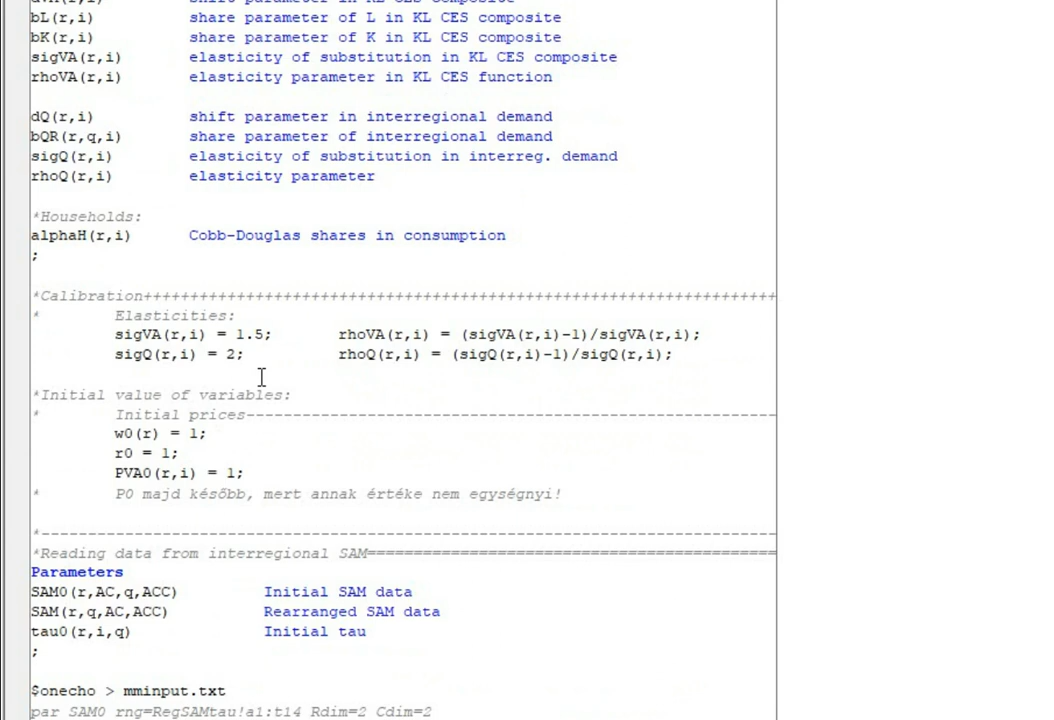 bL(r,i) share parameter of L in KL CES composite
bK(r,i) share parameter of K in KL CES composite
sigVA(r,i) elasticity of substitution in KL CES composite
rhoVA(r,i) elasticity parameter in KL CES function
dQ(r,i) shift parameter in interregional demand
bQR(r,q,i) share parameter of interregional demand
sigQ(r,i) elasticity of substitution in interreg. demand
rhoQ(r,i) elasticity parameter
*Households:
alphaH(r,i) Cobb-Douglas shares in consumption
;
*Calibration++++++++++++++++++++++++++++++++++++++++++++++++++++++++++++++++++++
* Elasticities:
sigVA(r,i) = 1.5; rhoVA(r,i) = (sigVA(r,i)-1)/sigVA(r,i);
sigQ(r,i) = 2; rhoQ(r,i) = (sigQ(r,i)-1)/sigQ(r,i);
*Initial value of variables:
* Initial prices---------------------------------------------------------
w0(r) = 1;
r0 = 1;
PVA0(r,i) = 1;
* P0 majd később, mert annak értéke nem egységnyi!
*-------------------------------------------------------------------------------
*Reading data from interregional SAM============================================
Parameters
SAM0(r,AC,q,ACC) Initial SAM data
SAM(r,q,AC,ACC) Rearranged SAM data
tau0(r,i,q) Initial tau
;
$onecho > mminput.txt
par SAM0 rng=RegSAMtau!a1:t14 Rdim=2 Cdim=2